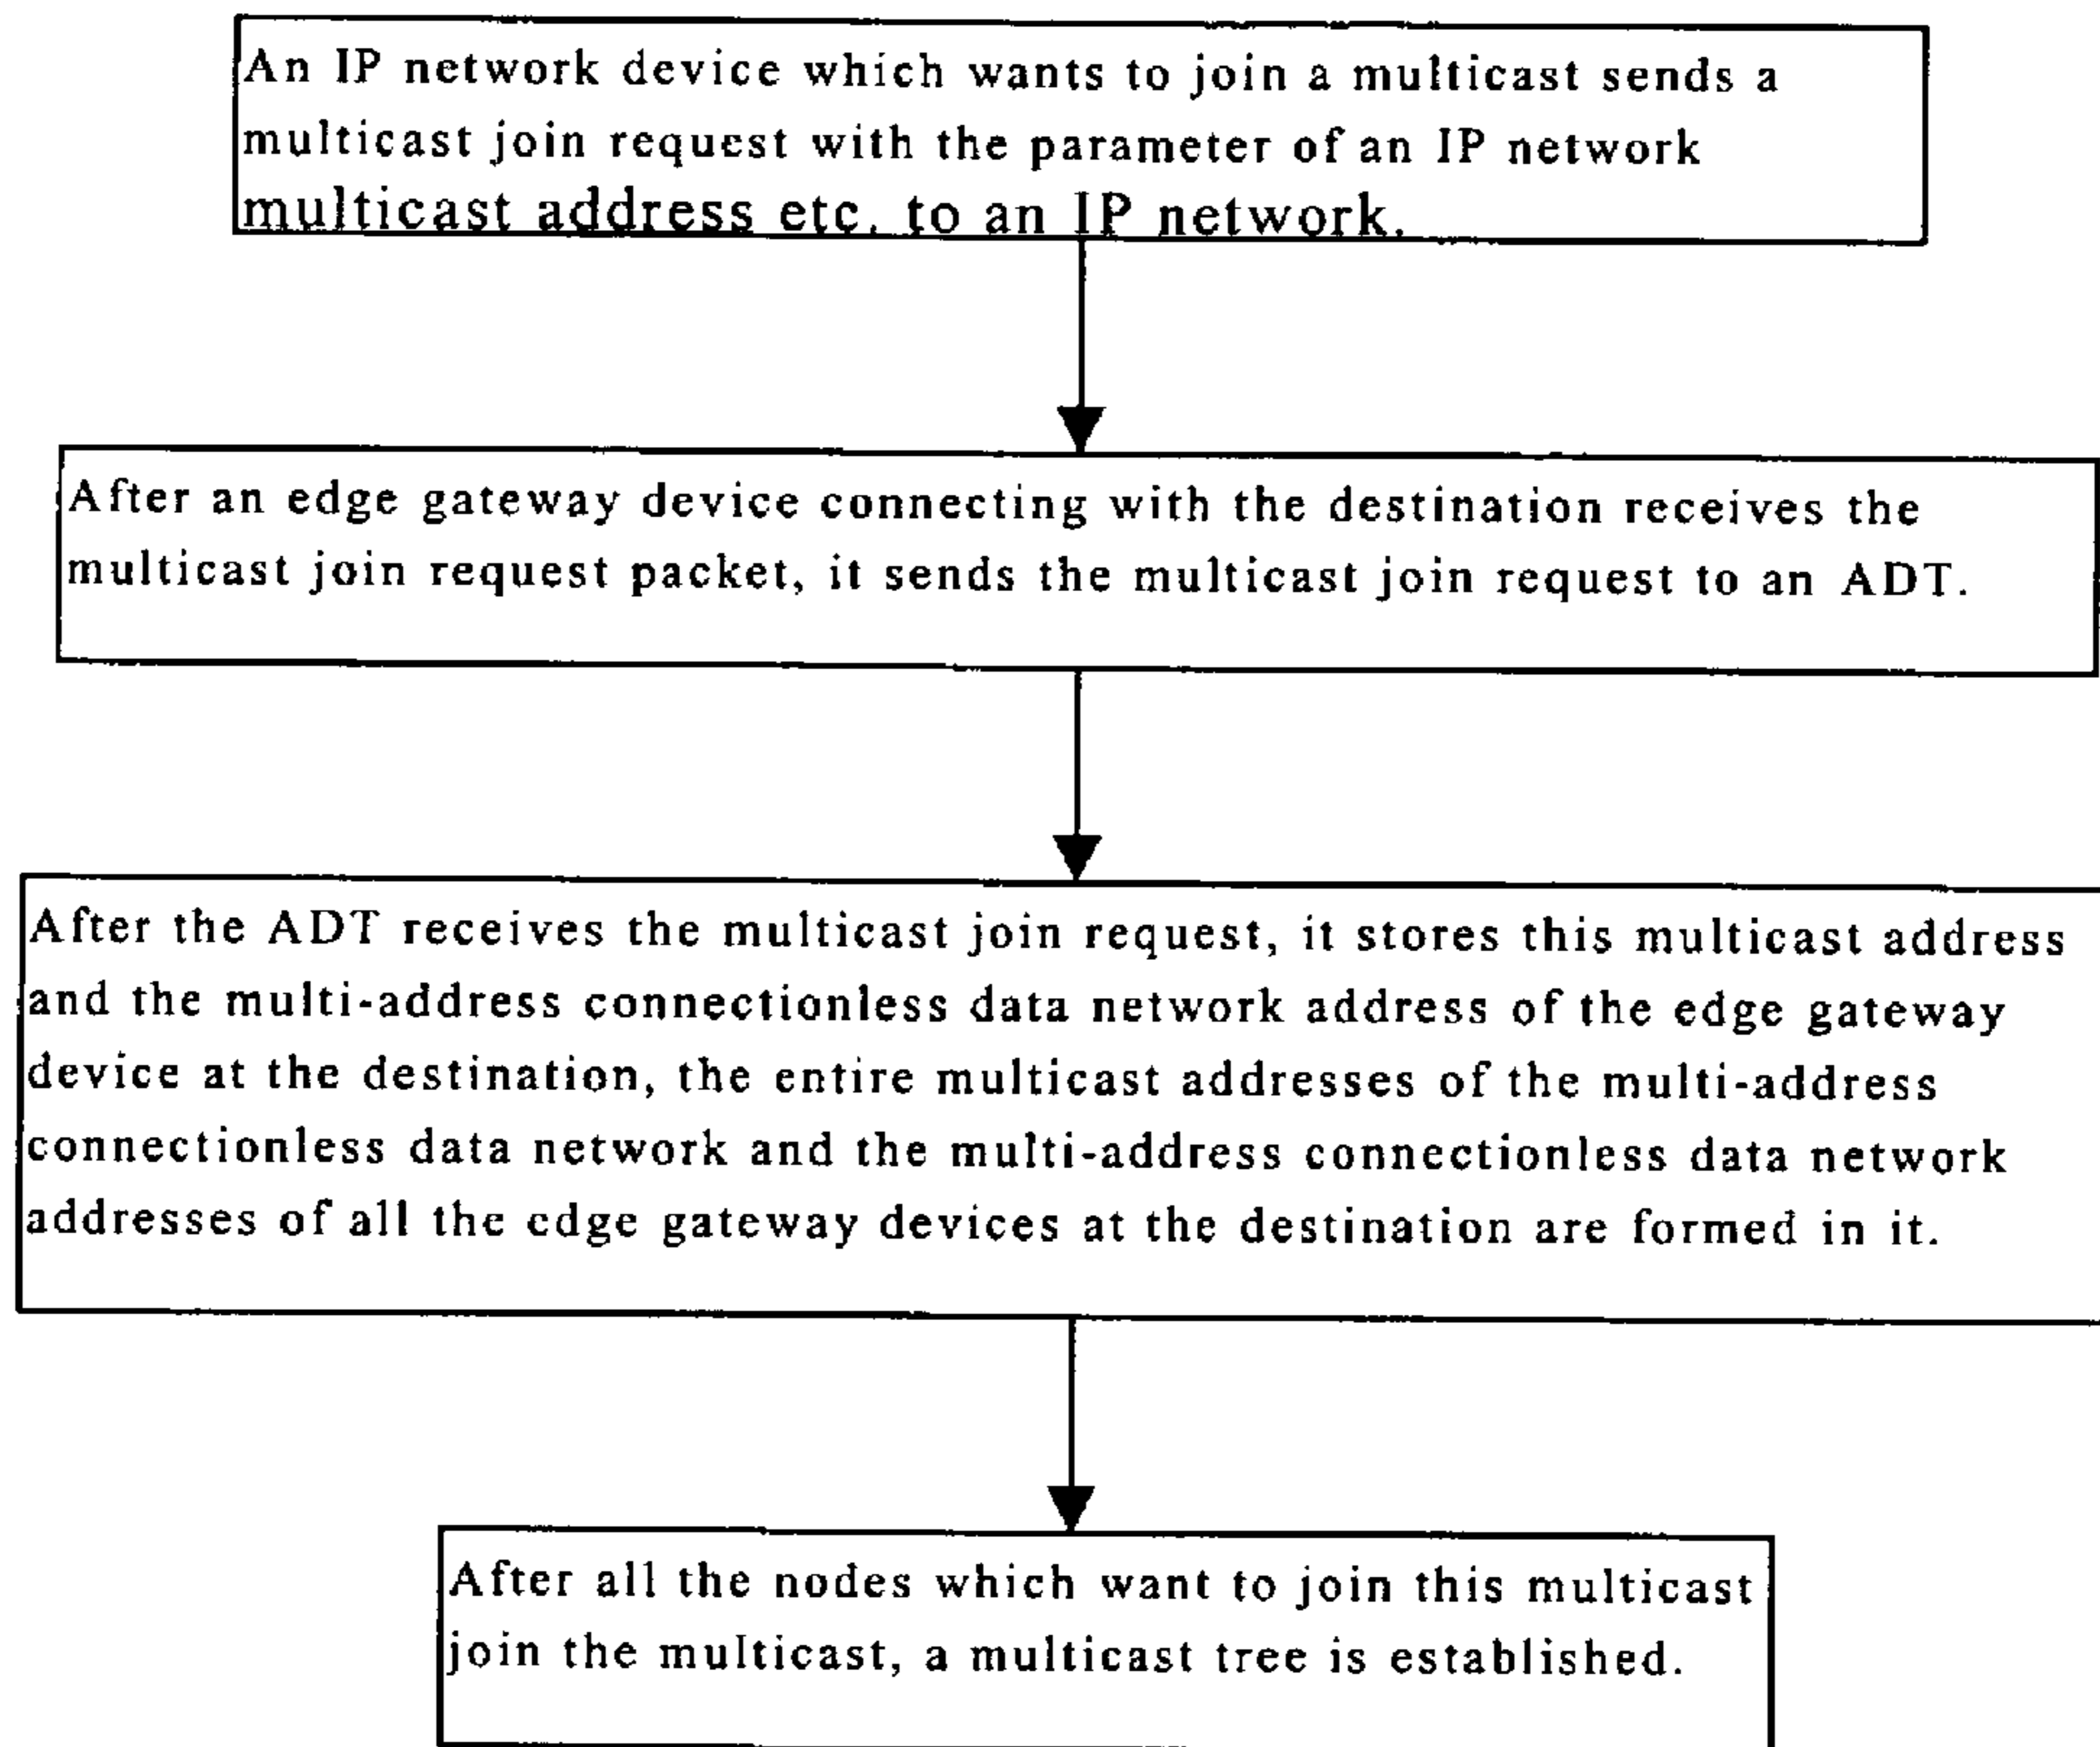 An IP network device which wants to join a multicast sends a
multicast join request with the parameter of an IP network
multicast address etc. to an IP network.
After an edge gateway device connecting with the destination receives the
multicast join request packet, it sends the multicast join request to an ADT.
After the ADT receives the multicast join request, it stores this multicast address
and the multi-address connectionless data network address of the edge gateway
device at the destination, the entire multicast addresses of the multi-address
connectionless data network and the multi-address connectionless data network
addresses of all the edge gateway devices at the destination are formed in it.
After all the nodes which want to join this multicast
join the multicast, a multicast tree is established.